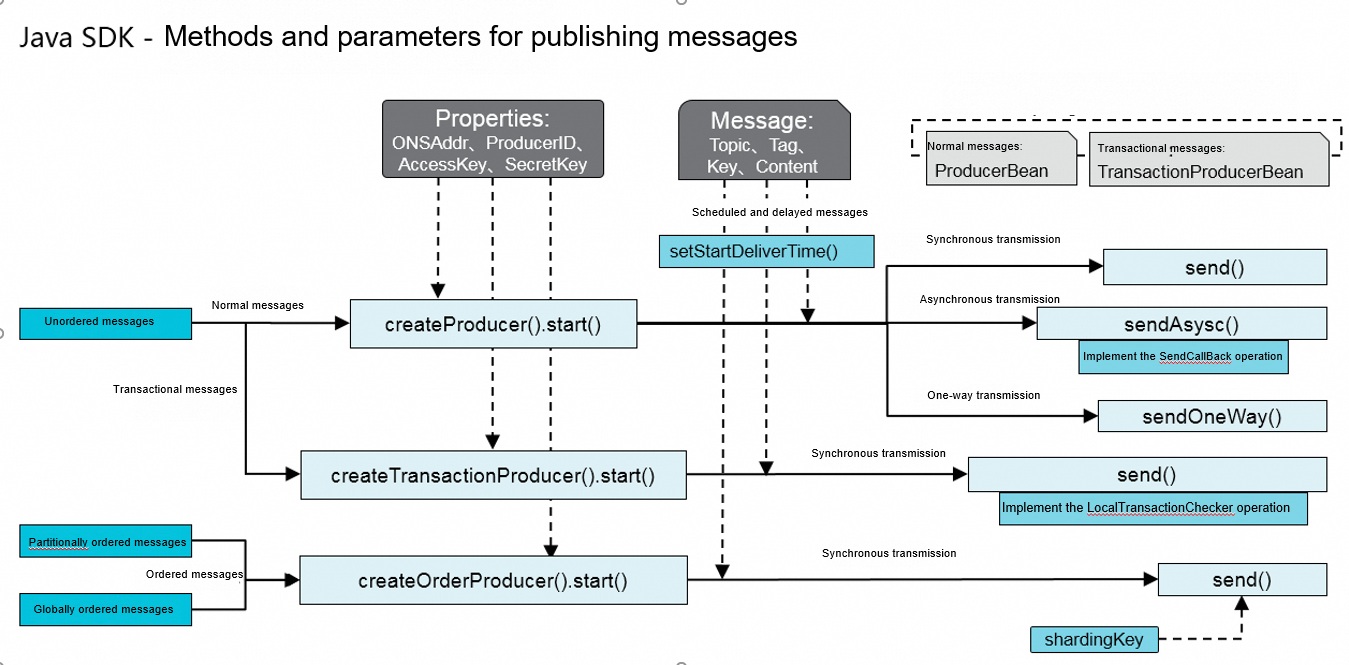 Java SDK - Methods and parameters for publishing messages
Properties:
ONSAddr、ProducerID、
AccessKey、SecretKey
Message:
Topic、Tag、
Key、Content
Normal messages:
ProducerBean
Transactional messages:
TransactionProducerBean
Scheduled and delayed messages
setStartDeliverTime()
Synchronous transmission
send()
Unordered messages
Normal messages
createProducer().start()
Asynchronous transmission
sendAsysc()
Implement the SendCallBack operation
Transactional messages
One-way transmission
sendOneWay()
createTransactionProducer().start()
Synchronous transmission
send()
Implement the LocalTransactionChecker operation
Partitionally ordered messages
Ordered messages
Globally ordered messages
createOrderProducer().start()
Synchronous transmission
send()
shardingKey